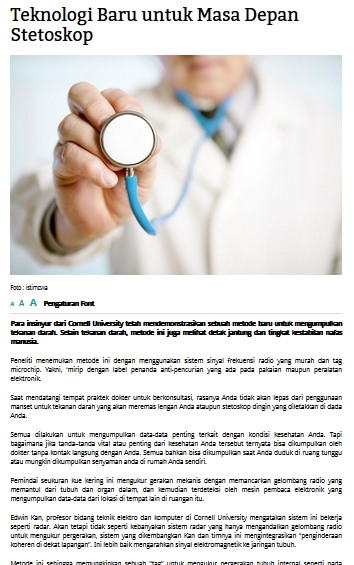 Teknologi Baru untuk Masa Depan
Stetoskop
Foto : istimewa
A A A Pengaturan Font
Para insinyur dari Cornell University telah mendemonstrasikan sebuah metode baru untuk mengumpulkan
tekanan darah. Selain tekanan darah, metode ini juga melihat detak jantung dan tingkat kestabilan nafas
manusia.
Peneliti menemukan metode ini dengan menggunakan sistem sinyal frekuensi radio yang murah dan tag
microchip. Yakni, 'mirip dengan label penanda anti-pencurian yang ada pada pakaian maupun peralatan
elektronik.
Saat mendatangi tempat praktek dokter untuk berkonsultasi, rasanya Anda tidak akan lepas dari penggunaan
manset untuk tekanan darah yang akan meremas lengan Anda ataupun stetoskop dingin yang diletakkan di dada
Anda.
Semua dilakukan untuk mengumpulkan data-data penting terkait dengan kondisi kesehatan Anda. Tapi
bagaimana jika tanda-tanda vital atau penting dari kesehatan Anda tersebut ternyata bisa dikumpulkan oleh
dokter tanpa kontak langsung dengan Anda. Semua bahkan bisa dikumpulkan saat Anda duduk di ruang tunggu
atau mungkin dikumpulkan senyaman anda di rumah Anda sendiri.
Pemindai seukuran kue kering ini mengukur gerakan mekanis dengan memancarkan gelombang radio yang
memantul dari tubuh dan organ dalam, dan kemudian terdeteksi oleh mesin pembaca elektronik yang
mengumpulkan data-data dari lokasi di tempat lain di ruangan itu.
Edwin Kan, profesor bidang teknik elektro dan komputer di Cornell University mengatakan sistem ini bekerja
seperti radar. Akan tetapi tidak seperti kebanyakan sistem radar yang hanya mengandalkan gelombang radio
untuk mengukur pergerakan, sistem yang dikembangkan Kan dan timnya ini mengintegrasikan "penginderaan
koheren di dekat lapangan". Ini lebih baik mengarahkan sinyal elektromagnetik ke jaringan tubuh.
Metode ini sehingga memungkinkan sebuah "tag" untuk mengukur pergerakan tubuh internal seperti pada